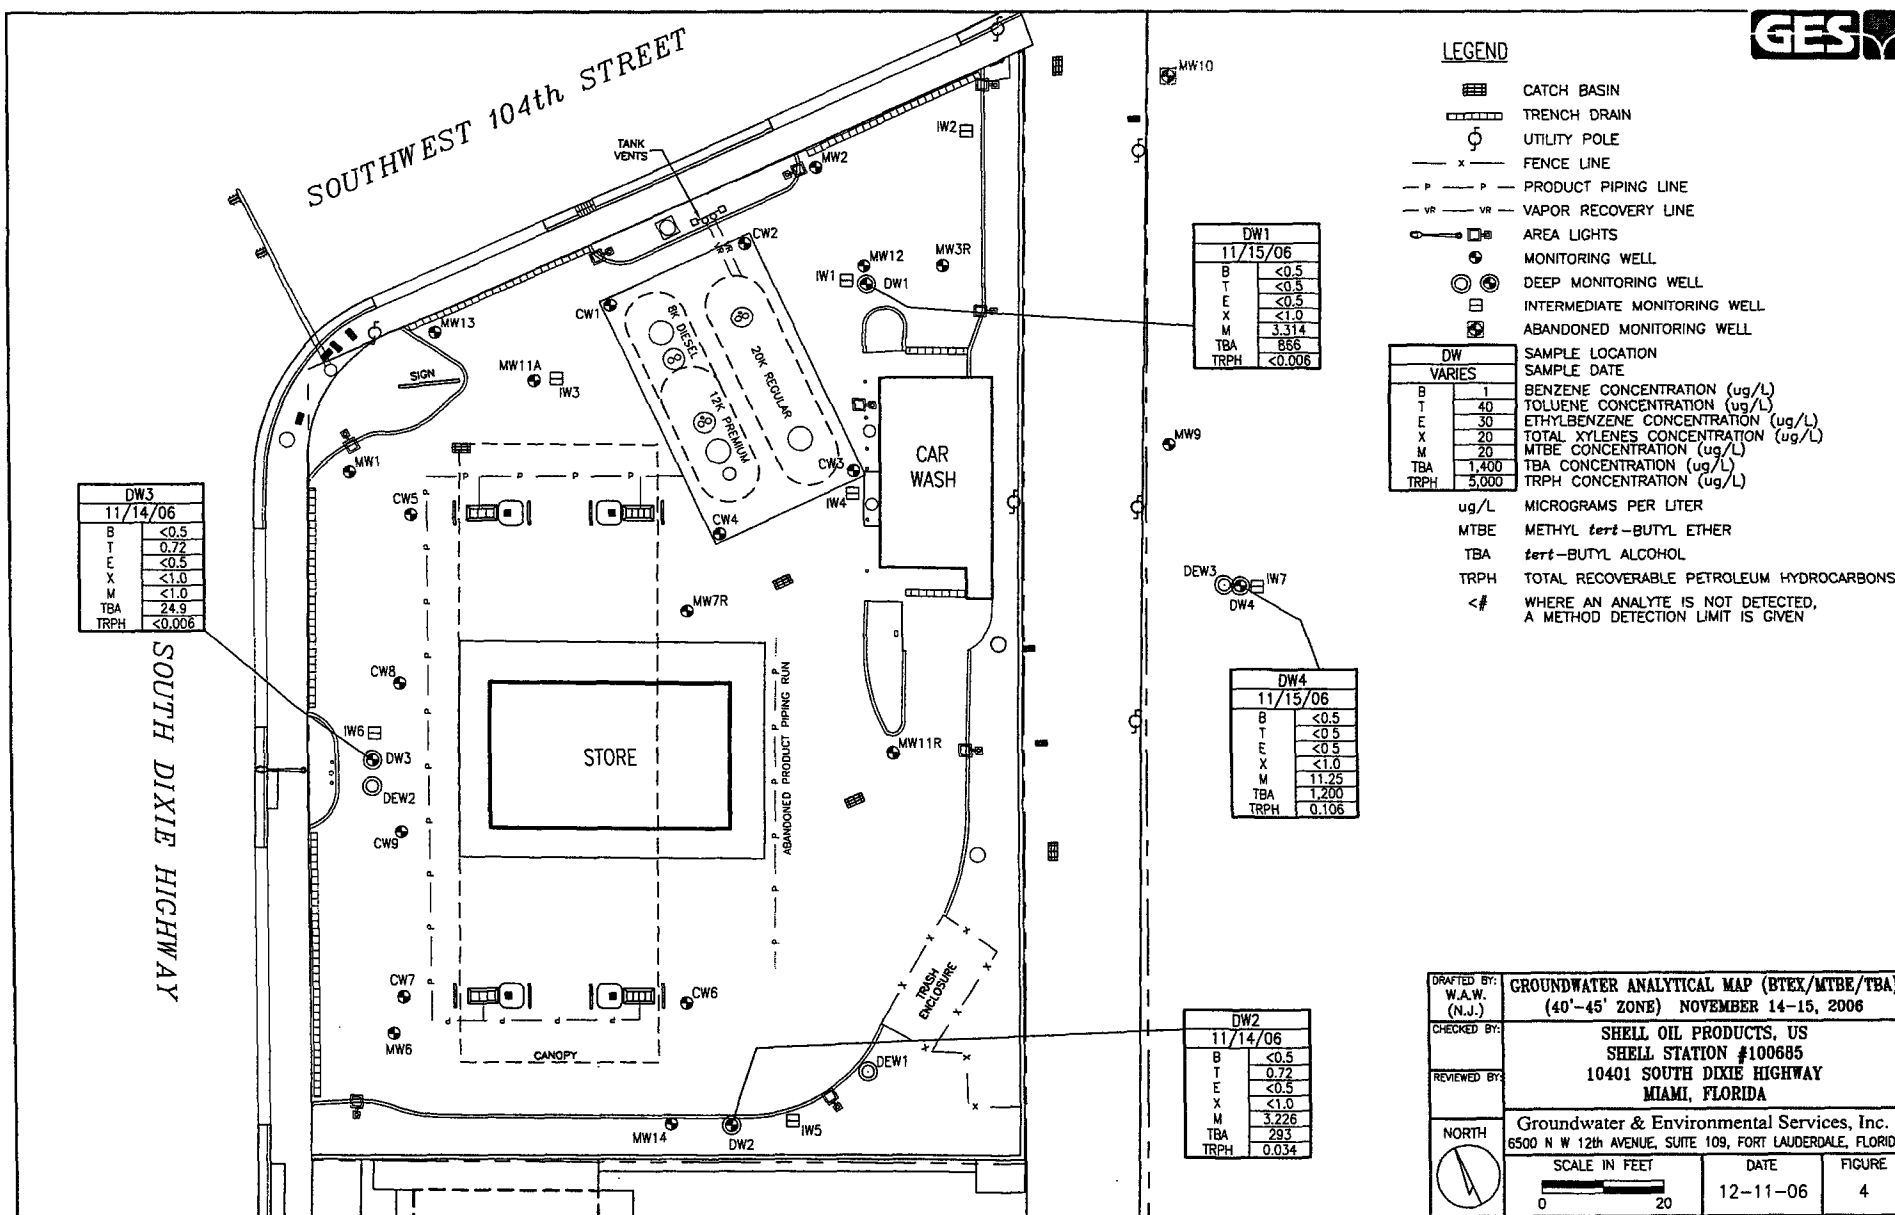 GES
SOUTHWEST 104th STREET
SOUTH DIXIE HIGHWAY
TANK
VENTS
MW10
IW2
MW2
CW2
MW12
MW3R
IW1
DW1
CW1
MW13
8K DIESEL
20K REGULAR
12K PREMIUM
VR
VR
SIGN
MW11A
IW3
MW1
CW3
IW4
CAR
WASH
MW9
CW5
CW4
MW7R
DEW3
IW7
DW4
CW8
IW6
DW3
DEW2
CW9
STORE
ABANDONED PRODUCT PIPING RUN
MW11R
CW7
CW6
MW6
CANOPY
TRASH
ENCLOSURE
DEW1
MW14
DW2
IW5
DW1
11/15/06
B <0.5
T <0.5
E <0.5
X <1.0
M 3.314
TBA 866
TRPH <0.006
DW3
11/14/06
B <0.5
T 0.72
E <0.5
X <1.0
M <1.0
TBA 24.9
TRPH <0.006
DW4
11/15/06
B <0.5
T <0.5
E <0.5
X <1.0
M 11.25
TBA 1,200
TRPH 0.106
DW2
11/14/06
B <0.5
T 0.72
E <0.5
X <1.0
M 3.226
TBA 293
TRPH 0.034
LEGEND
CATCH BASIN
TRENCH DRAIN
UTILITY POLE
x FENCE LINE
P P PRODUCT PIPING LINE
VR VR VAPOR RECOVERY LINE
AREA LIGHTS
MONITORING WELL
DEEP MONITORING WELL
INTERMEDIATE MONITORING WELL
ABANDONED MONITORING WELL
DW SAMPLE LOCATION
VARIES SAMPLE DATE
B 1 BENZENE CONCENTRATION (ug/L)
T 40 TOLUENE CONCENTRATION (ug/L)
E 30 ETHYLBENZENE CONCENTRATION (ug/L)
X 20 TOTAL XYLENES CONCENTRATION (ug/L)
M 20 MTBE CONCENTRATION (ug/L)
TBA 1,400 TBA CONCENTRATION (ug/L)
TRPH 5,000 TRPH CONCENTRATION (ug/L)
ug/L MICROGRAMS PER LITER
MTBE METHYL tert-BUTYL ETHER
TBA tert-BUTYL ALCOHOL
TRPH TOTAL RECOVERABLE PETROLEUM HYDROCARBONS
<# WHERE AN ANALYTE IS NOT DETECTED,
A METHOD DETECTION LIMIT IS GIVEN
DRAFTED BY:
W.A.W.
(N.J.)
CHECKED BY:
REVIEWED BY:
NORTH
GROUNDWATER ANALYTICAL MAP (BTEX/MTBE/TBA)
(40'-45' ZONE) NOVEMBER 14-15, 2006
SHELL OIL PRODUCTS, US
SHELL STATION #100685
10401 SOUTH DIXIE HIGHWAY
MIAMI, FLORIDA
Groundwater & Environmental Services, Inc.
6500 N W 12th AVENUE, SUITE 109, FORT LAUDERDALE, FLORID
SCALE IN FEET
0 20
DATE
12-11-06
FIGURE
4